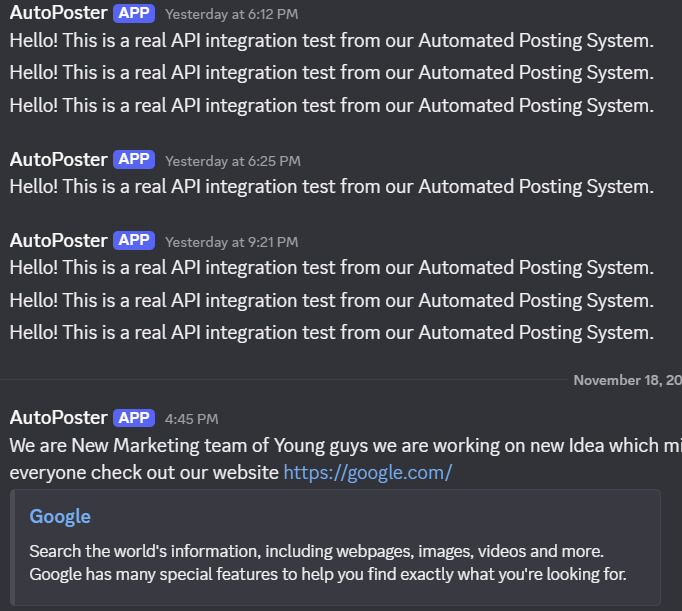 AutoPoster APP Yesterday at 6:12 PM
Hello! This is a real API integration test from our Automated Posting System.
Hello! This is a real API integration test from our Automated Posting System.
Hello! This is a real API integration test from our Automated Posting System.
AutoPoster APP Yesterday at 6:25 PM
Hello! This is a real API integration test from our Automated Posting System.
AutoPoster APP Yesterday at 9:21 PM
Hello! This is a real API integration test from our Automated Posting System.
Hello! This is a real API integration test from our Automated Posting System.
Hello! This is a real API integration test from our Automated Posting System.
November 18, 20
AutoPoster APP 4:45 PM
We are New Marketing team of Young guys we are working on new Idea which
everyone check out our website https://google.com/
Google
Search the world's information, including webpages, images, videos and more.
Google has many special features to help you find exactly what you're looking for.